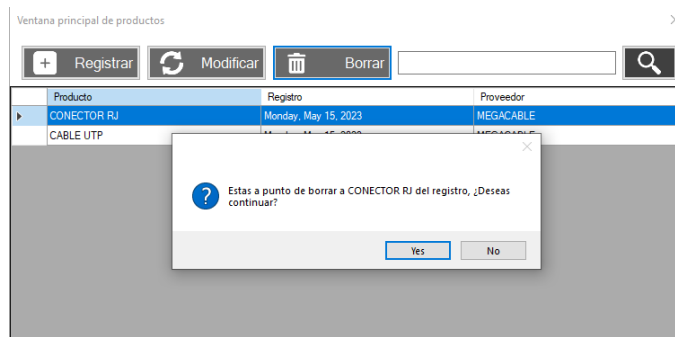 Ventana principal de productos
Registrar Modificar Borrar
Producto Registro Proveedor
CONECTOR RJ Monday, May 15, 2023 MEGACABLE
CABLE UTP
Estas a punto de borrar a CONECTOR RJ del registro, ¿Deseas
continuar?
Yes No